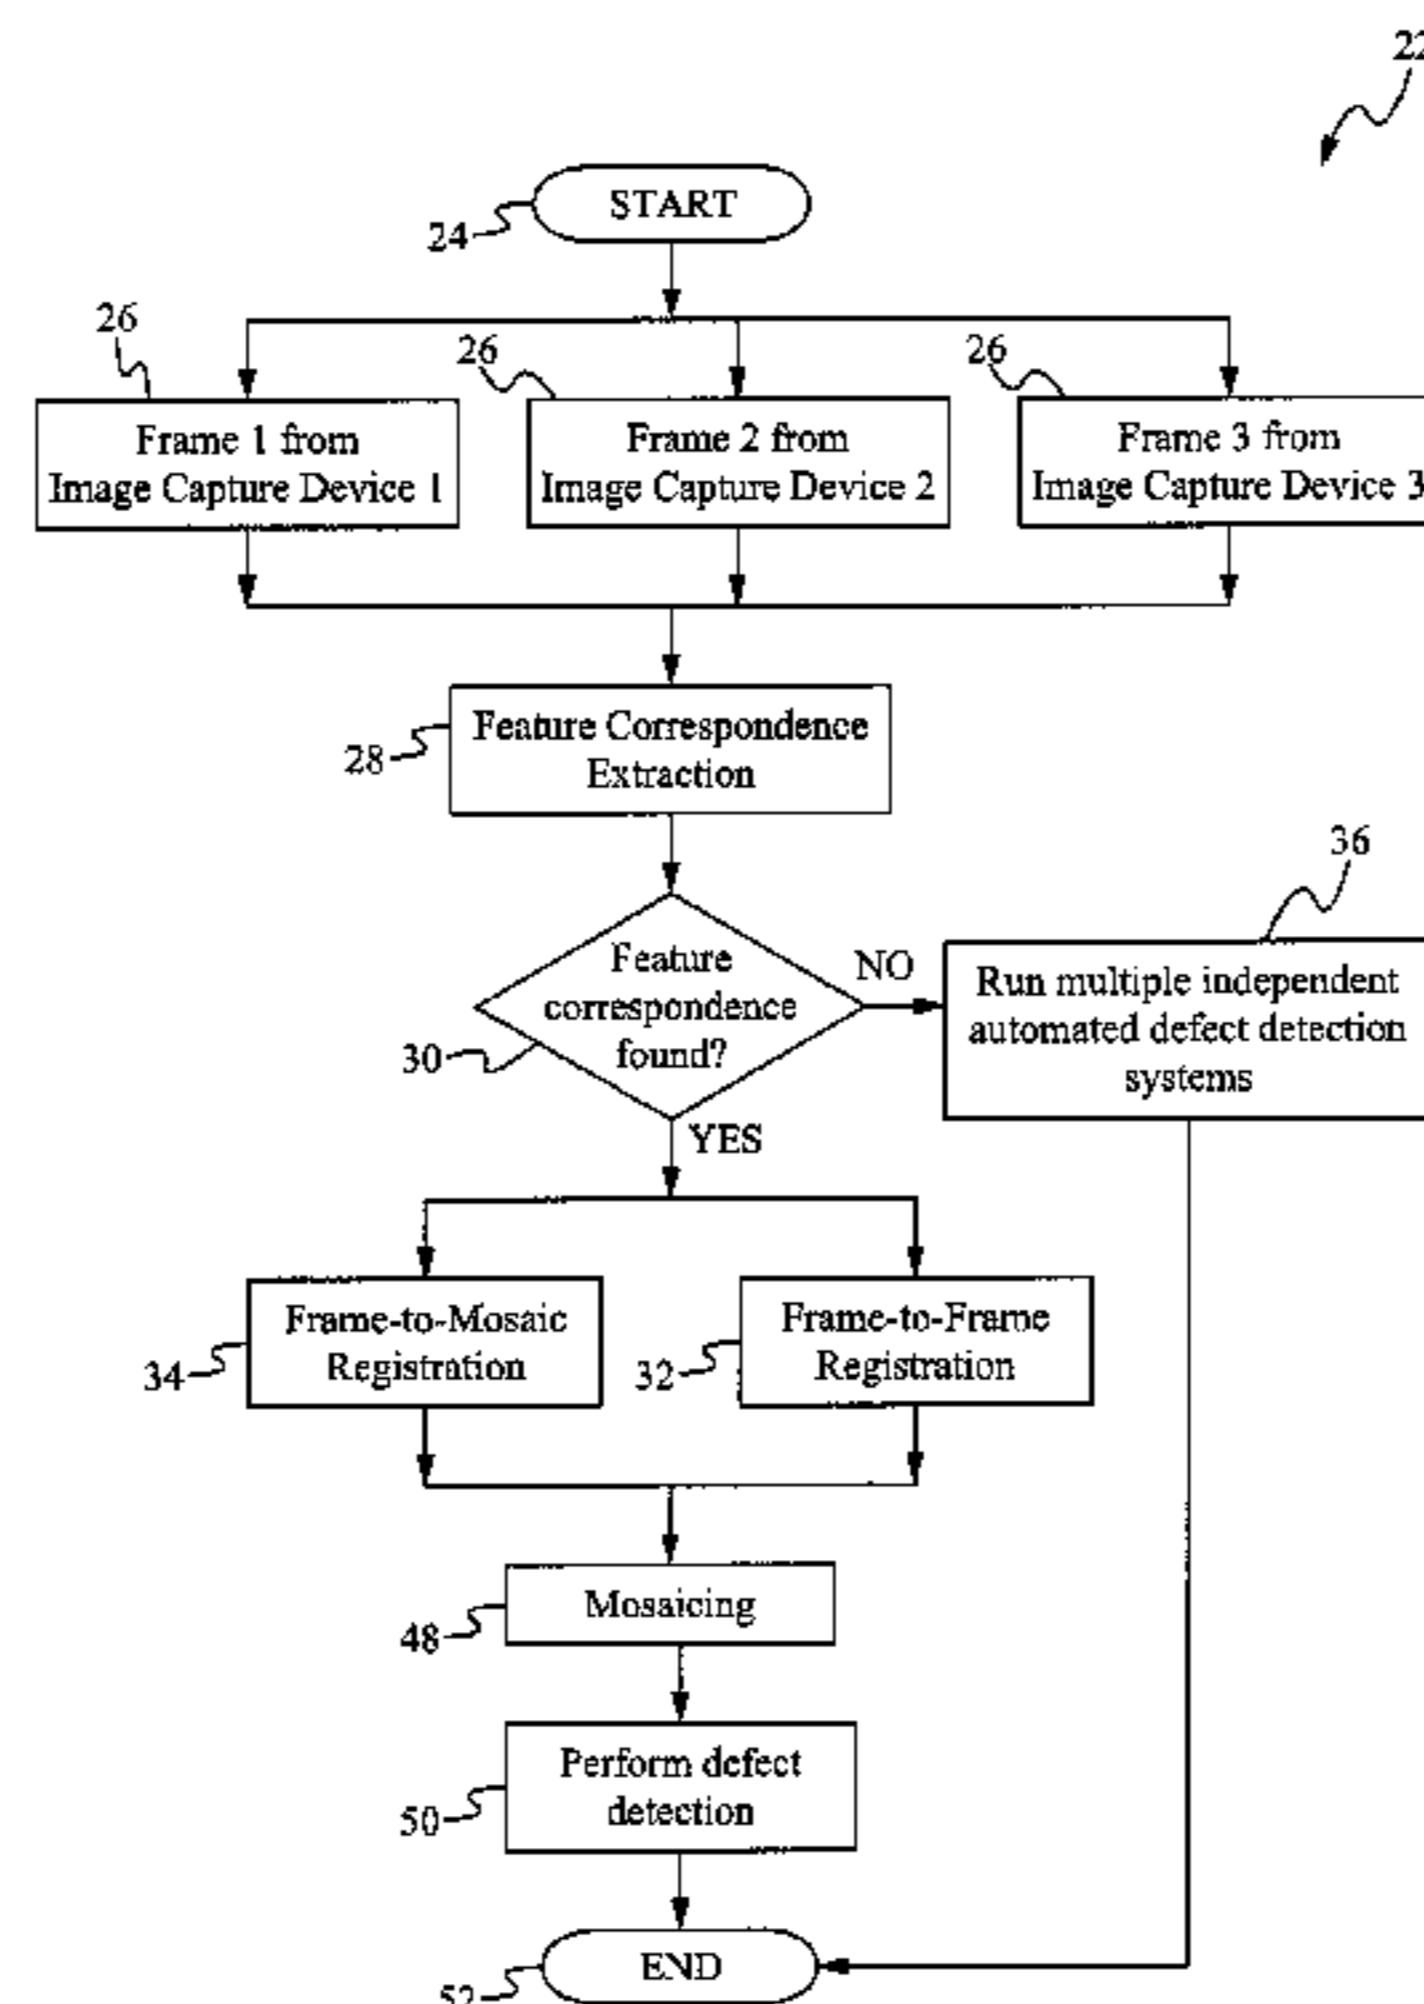 22
START
24
26
26
26
Frame 1 from
Image Capture Device 1
Frame 2 from
Image Capture Device 2
Frame 3 from
Image Capture Device 3
Feature Correspondence
Extraction
28
36
Feature
correspondence
found?
NO
30
Run multiple independent
automated defect detection
systems
YES
Frame-to-Mosaic
Registration
34
Frame-to-Frame
Registration
32
Mosaicing
48
Perform defect
detection
50
END
52